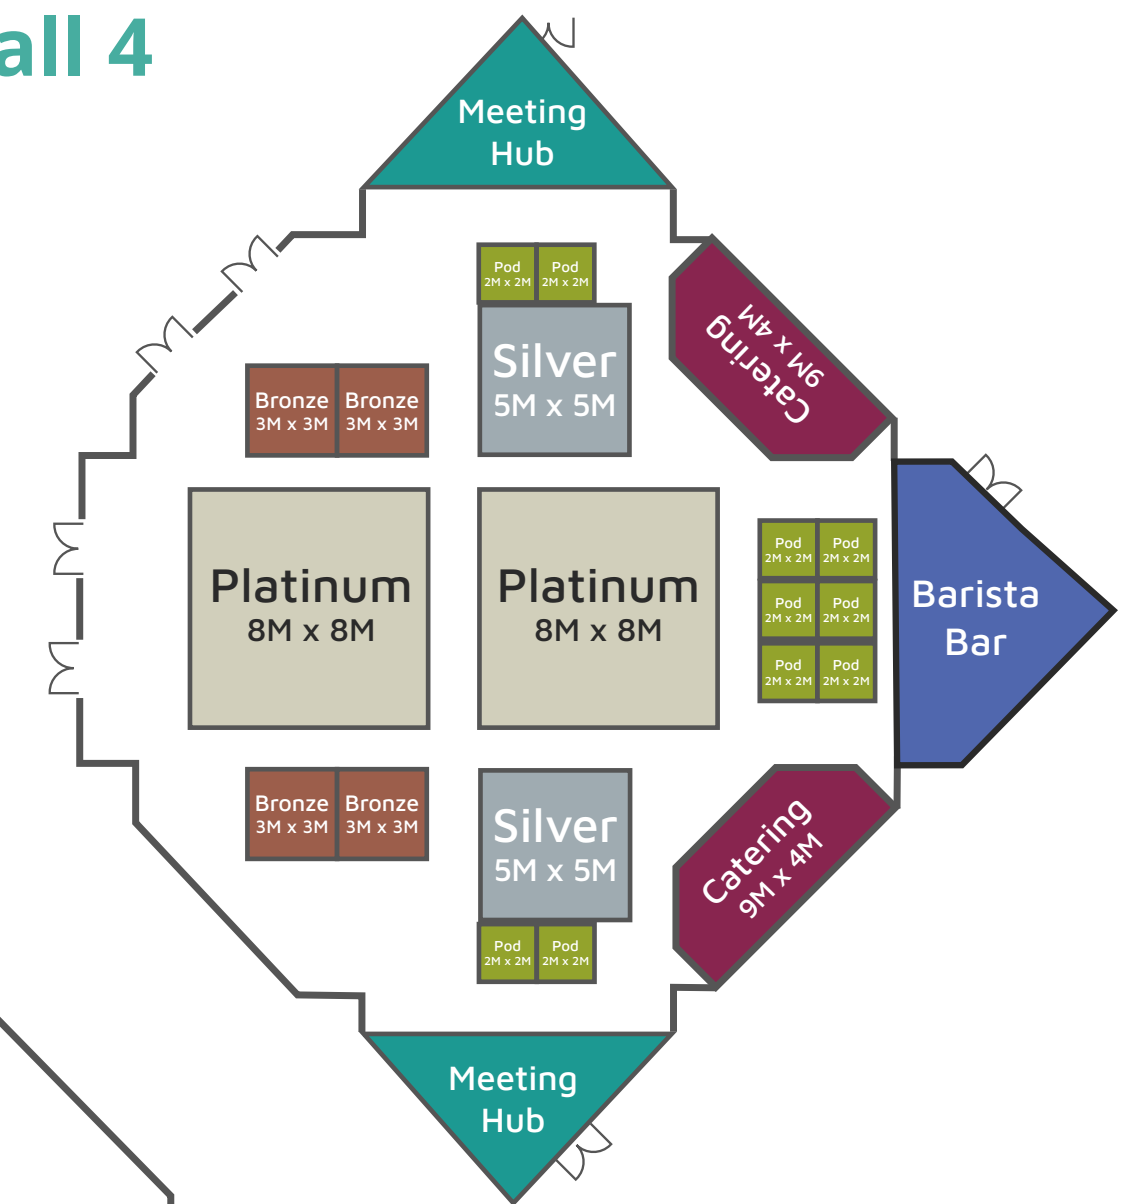 all 4
Meeting
Hub
Pod
2M x 2M
Pod
2M x 2M
Silver
5M x 5M
Catering
9M x 4M
Bronze
3M x 3M
Bronze
3M x 3M
Platinum
8M x 8M
Platinum
8M x 8M
Pod
2M x 2M
Pod
2M x 2M
Pod
2M x 2M
Pod
2M x 2M
Pod
2M x 2M
Pod
2M x 2M
Barista
Bar
Bronze
3M x 3M
Bronze
3M x 3M
Silver
5M x 5M
Catering
9M x 4M
Pod
2M x 2M
Pod
2M x 2M
Meeting
Hub